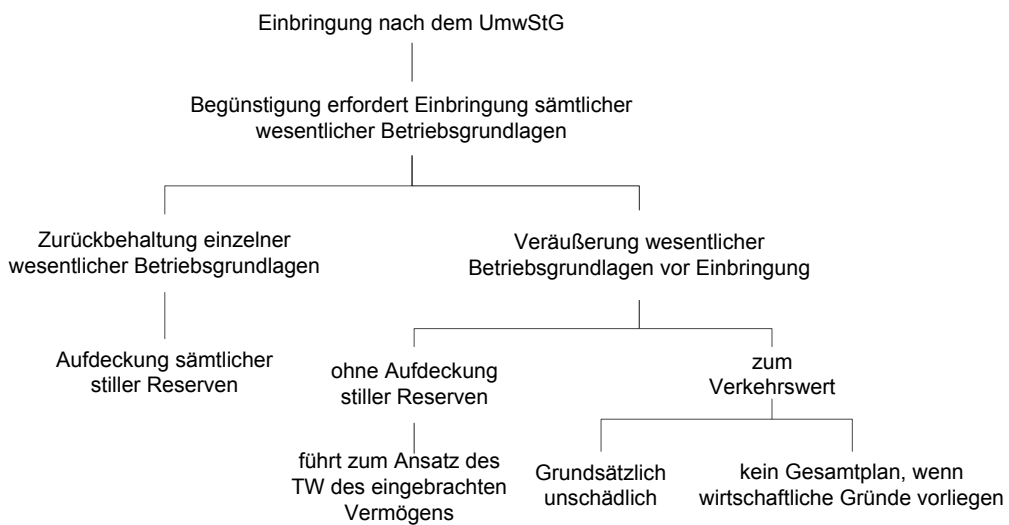 Einbringung nach dem UmwStG
Begünstigung erfordert Einbringung sämtlicher
wesentlicher Betriebsgrundlagen
Zurückbehaltung einzelner
wesentlicher Betriebsgrundlagen
Veräußerung wesentlicher
Betriebsgrundlagen vor Einbringung
Aufdeckung sämtlicher
stiller Reserven
ohne Aufdeckung
stiller Reserven
zum
Verkehrswert
führt zum Ansatz des
TW des eingebrachten
Vermögens
Grundsätzlich
unschädlich
kein Gesamtplan, wenn
wirtschaftliche Gründe vorliegen